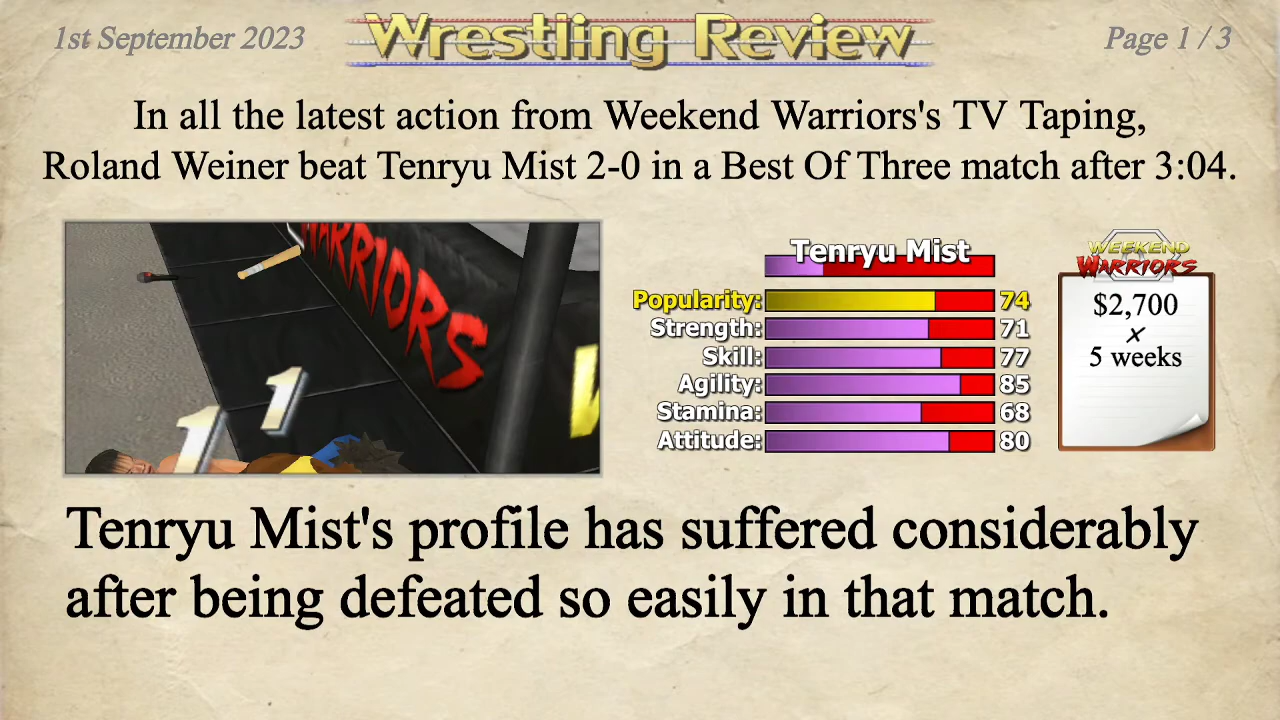 1st September 2023
Wrestling Review
Page 1 / 3
In all the latest action from Weekend Warriors's TV Taping,
Roland Weiner beat Tenryu Mist 2-0 in a Best Of Three match after 3:04.
WARRIORS
1
1
Tenryu Mist
Popularity: 74
Strength: 71
Skill: 77
Agility: 85
Stamina: 68
Attitude: 80
WEEKEND
WARRIORS
$2,700
×
5 weeks
Tenryu Mist's profile has suffered considerably
after being defeated so easily in that match.